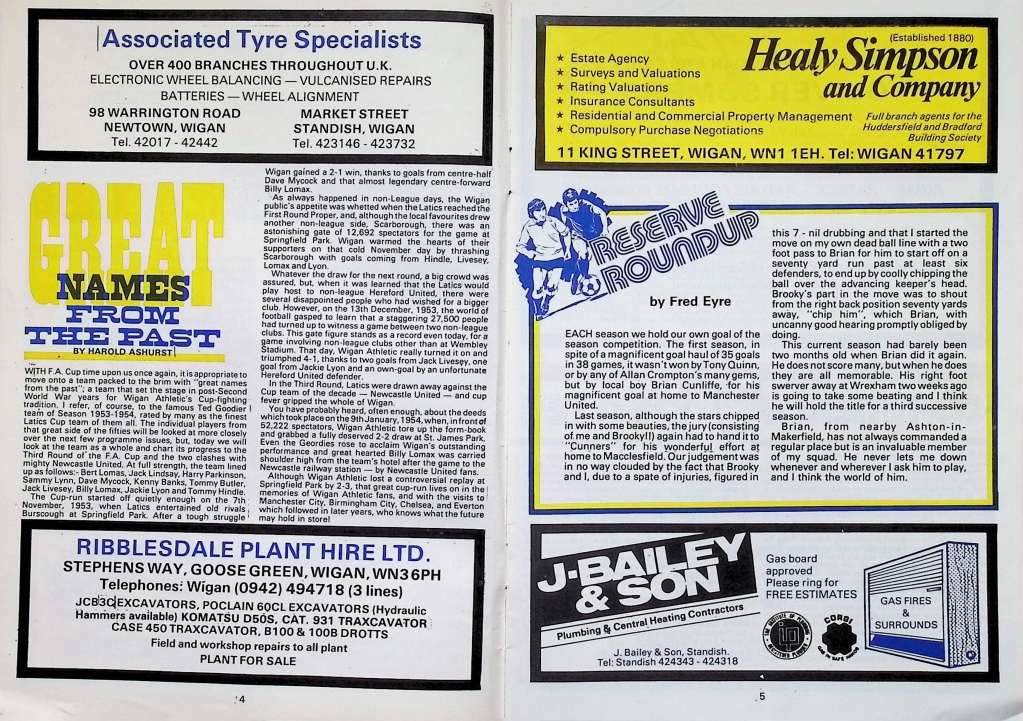 Associated Tyre Specialists
OVER 400 BRANCHES THROUGHOUT U.K.
ELECTRONIC WHEEL BALANCING — VULCANISED REPAIRS
BATTERIES — WHEEL ALIGNMENT
98 WARRINGTON ROAD
NEWTOWN, WIGAN
Tel. 42017 - 42442
MARKET STREET
STANDISH, WIGAN
Tel. 423146 - 423732
GREAT
NAMES
FROM
THE PAST
BY HAROLD ASHURST
WITH F.A. Cup time upon us once again, it is appropriate to
move onto a team packed to the brim with "great names
from the past"; a team that set the stage in post-Second
World War years for Wigan Athletic's Cup-fighting
tradition. I refer, of course, to the famous Ted Goodier
team of Season 1953-1954, rated by many as the finest
Latics Cup team of them all. The individual players from
that great side of the fifties will be looked at more closely
over the next few programme issues, but, today we will
look at the team as a whole and chart its progress to the
Third Round of the F.A. Cup and the two clashes with
mighty Newcastle United. At full strength, the team lined
up as follows:- Bert Lomas, Jack Lindsay, Harry Parkinson,
Sammy Lynn, Dave Mycock, Kenny Banks, Tommy Butler,
Jack Livesey, Billy Lomax, Jackie Lyon and Tommy Hindle.
The Cup-run started off quietly enough on the 7th
November, 1953, when Latics entertained old rivals
Burscough at Springfield Park. After a tough struggle
Wigan gained a 2-1 win, thanks to goals from centre-half
Dave Mycock and that almost legendary centre-forward
Billy Lomax.
As always happened in non-League days, the Wigan
public's appetite was whetted when the Latics reached the
First Round Proper, and, although the local favourites drew
another non-league side, Scarborough, there was an
astonishing gate of 12,692 spectators for the game at
Springfield Park. Wigan warmed the hearts of their
supporters on that cold November day by thrashing
Scarborough with goals coming from Hindle, Livesey,
Lomax and Lyon.
Whatever the draw for the next round, a big crowd was
assured, but, when it was learned that the Latics would
play host to non-league Hereford United, there were
several disappointed people who had wished for a bigger
club. However, on the 13th December, 1953, the world of
football gasped to learn that a staggering 27,500 people
had turned up to witness a game between two non-league
clubs. This gate figure stands as a record even today, for a
game involving non-league clubs other than at Wembley
Stadium. That day, Wigan Athletic really turned it on and
triumphed 4-1, thanks to two goals from Jack Livesey, one
goal from Jackie Lyon and an own-goal by an unfortunate
Hereford United defender.
In the Third Round, Latics were drawn away against the
Cup team of the decade — Newcastle United — and cup
fever gripped the whole of Wigan.
You have probably heard, often enough, about the deeds
which took place on the 9th January, 1954, when, in front of
52,222 spectators, Wigan Athletic tore up the form-book
and grabbed a fully deserved 2-2 draw at St. James Park.
Even the Geordies rose to acclaim Wigan's outstanding
performance and great hearted Billy Lomax was carried
shoulder high from the team's hotel after the game to the
Newcastle railway station — by Newcastle United fans.
Although Wigan lost a controversial replay at
Springfield Park by 2-3, that great cup-run lives on in the
memories of Wigan Athletic fans, and with the visits to
Manchester City, Birmingham City, Chelsea, and Everton
which followed in later years, who knows what the future
may hold in store!
RIBBLESDALE PLANT HIRE LTD.
STEPHENS WAY, GOOSE GREEN, WIGAN, WN3 6PH
Telephones: Wigan (0942) 494718 (3 lines)
JCB3C EXCAVATORS, POCLAIN 60CL EXCAVATORS (Hydraulic
Hammers available) KOMATSU D50S, CAT. 931 TRAXCAVATOR
CASE 450 TRAXCAVATOR, B100 & 100B DROTTS
Field and workshop repairs to all plant
PLANT FOR SALE
4
(Established 1880)
Healy Simpson
and Company
★ Estate Agency
★ Surveys and Valuations
★ Rating Valuations
★ Insurance Consultants
★ Residential and Commercial Property Management
★ Compulsory Purchase Negotiations
Full branch agents for the
Huddersfield and Bradford
Building Society
11 KING STREET, WIGAN, WN1 1EH. Tel: WIGAN 41797
RESERVE
ROUNDUP
by Fred Eyre
EACH season we hold our own goal of the
season competition. The first season, in
spite of a magnificent goal haul of 35 goals
in 38 games, it wasn't won by Tony Quinn,
or by any of Allan Crompton's many gems,
but by local boy Brian Cunliffe, for his
magnificent goal at home to Manchester
United.
Last season, although the stars chipped
in with some beauties, the jury (consisting
of me and Brooky!!) again had to hand it to
"Cunners" for his wonderful effort at
home to Macclesfield. Our judgement was
in no way clouded by the fact that Brooky
and I, due to a spate of injuries, figured in
this 7 - nil drubbing and that I started the
move on my own dead ball line with a two
foot pass to Brian for him to start off on a
seventy yard run past at least six
defenders, to end up by coolly chipping the
ball over the advancing keeper's head.
Brooky's part in the move was to shout
from the right back position seventy yards
away, "chip him", which Brian, with
uncanny good hearing promptly obliged by
doing.
This current season had barely been
two months old when Brian did it again.
He does not score many, but when he does
they are all memorable. His right foot
swerver away at Wrexham two weeks ago
is going to take some beating and I think
he will hold the title for a third successive
season.
Brian, from nearby Ashton-in-
Makerfield, has not always commanded a
regular place but is an invaluable member
of my squad. He never lets me down
whenever and wherever I ask him to play,
and I think the world of him.
J·BAILEY
& SON
Plumbing & Central Heating Contractors
J. Bailey & Son, Standish.
Tel: Standish 424343 - 424318
Gas board
approved
Please ring for
FREE ESTIMATES
CORGI
GAS FIRES
&
SURROUNDS
5